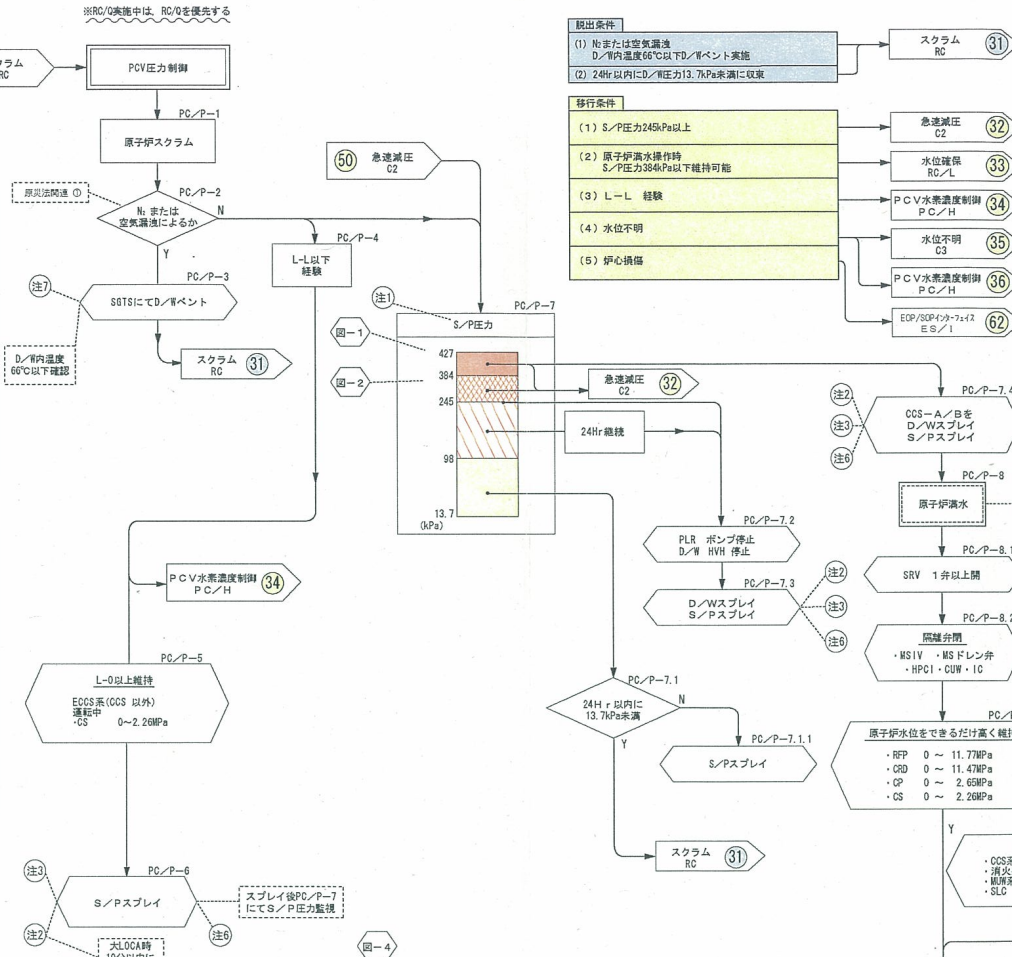 ※RC/Q実施中は、RC/Qを優先する
ラム
RC
PCV圧力制御
PC/P-1
原子炉スクラム
原災法関連 ①
PC/P-2
N₂ または
空気漏洩によるか
N
Y
PC/P-4
L-L以下
経験
注7
PC/P-3
SGTSにてD/Wベント
D/W内温度
66℃以下確認
スクラム
RC
31
50
急速減圧
C2
脱出条件
(1) N₂または空気漏洩
D/W内温度66℃以下D/Wベント実施
(2) 24Hr以内にD/W圧力13.7kPa未満に収束
スクラム
RC
31
移行条件
(1) S/P圧力245kPa以上
(2) 原子炉満水操作時
S/P圧力384kPa以下維持可能
(3) L-L 経験
(4) 水位不明
(5) 炉心損傷
急速減圧
C2
32
水位確保
RC/L
33
PCV水素濃度制御
PC/H
34
水位不明
C3
35
PCV水素濃度制御
PC/H
36
EOP/SOPインターフェイス
ES/I
62
注1
PC/P-7
S/P圧力
図-1
図-2
427
384
245
98
13.7
(kPa)
急速減圧
C2
32
24Hr継続
PC/P-7.2
PLR ポンプ停止
D/W HVH 停止
PC/P-7.3
D/Wスプレイ
S/Pスプレイ
注2
注3
注6
PC/P-7.4
CCS-A/Bを
D/Wスプレイ
S/Pスプレイ
注2
注3
注6
PC/P-8
原子炉満水
PC/P-8.1
SRV 1弁以上開
PC/P-8.2
隔離弁閉
・MSIV ・MSドレン弁
・HPCI・CUW・IC
PC/
原子炉水位をできるだけ高く維持
・RFP 0 ～ 11.77MPa
・CRD 0 ～ 11.47MPa
・CP 0 ～ 2.65MPa
・CS 0 ～ 2.26MPa
Y
・CCS系
・消火
・MUW系
・SLC
PCV水素濃度制御
PC/H
34
PC/P-5
L-0以上維持
ECCS系(CCS 以外)
運転中
・CS 0～2.26MPa
PC/P-7.1
24Hr以内に
13.7kPa未満
N
Y
PC/P-7.1.1
S/Pスプレイ
スクラム
RC
31
注3
PC/P-6
S/Pスプレイ
スプレイ後PC/P-7
にてS/P圧力監視
注2
注6
大LOCA時
10分以内に
図-4